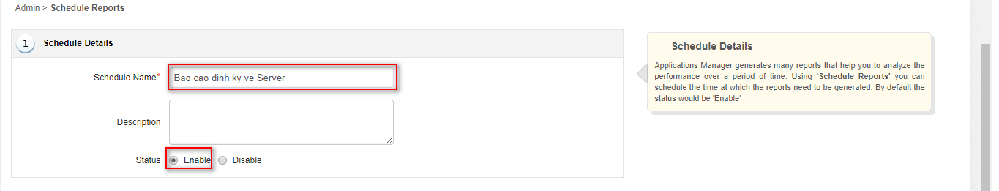 Admin > Schedule Reports
1 Schedule Details
Schedule Name* Bao cao dinh ky ve Server
Description
Status Enable Disable
Schedule Details
Applications Manager generates many reports that help you to analyze the
performance over a period of time. Using 'Schedule Reports' you can
schedule the time at which the reports need to be generated. By default the
status would be 'Enable'